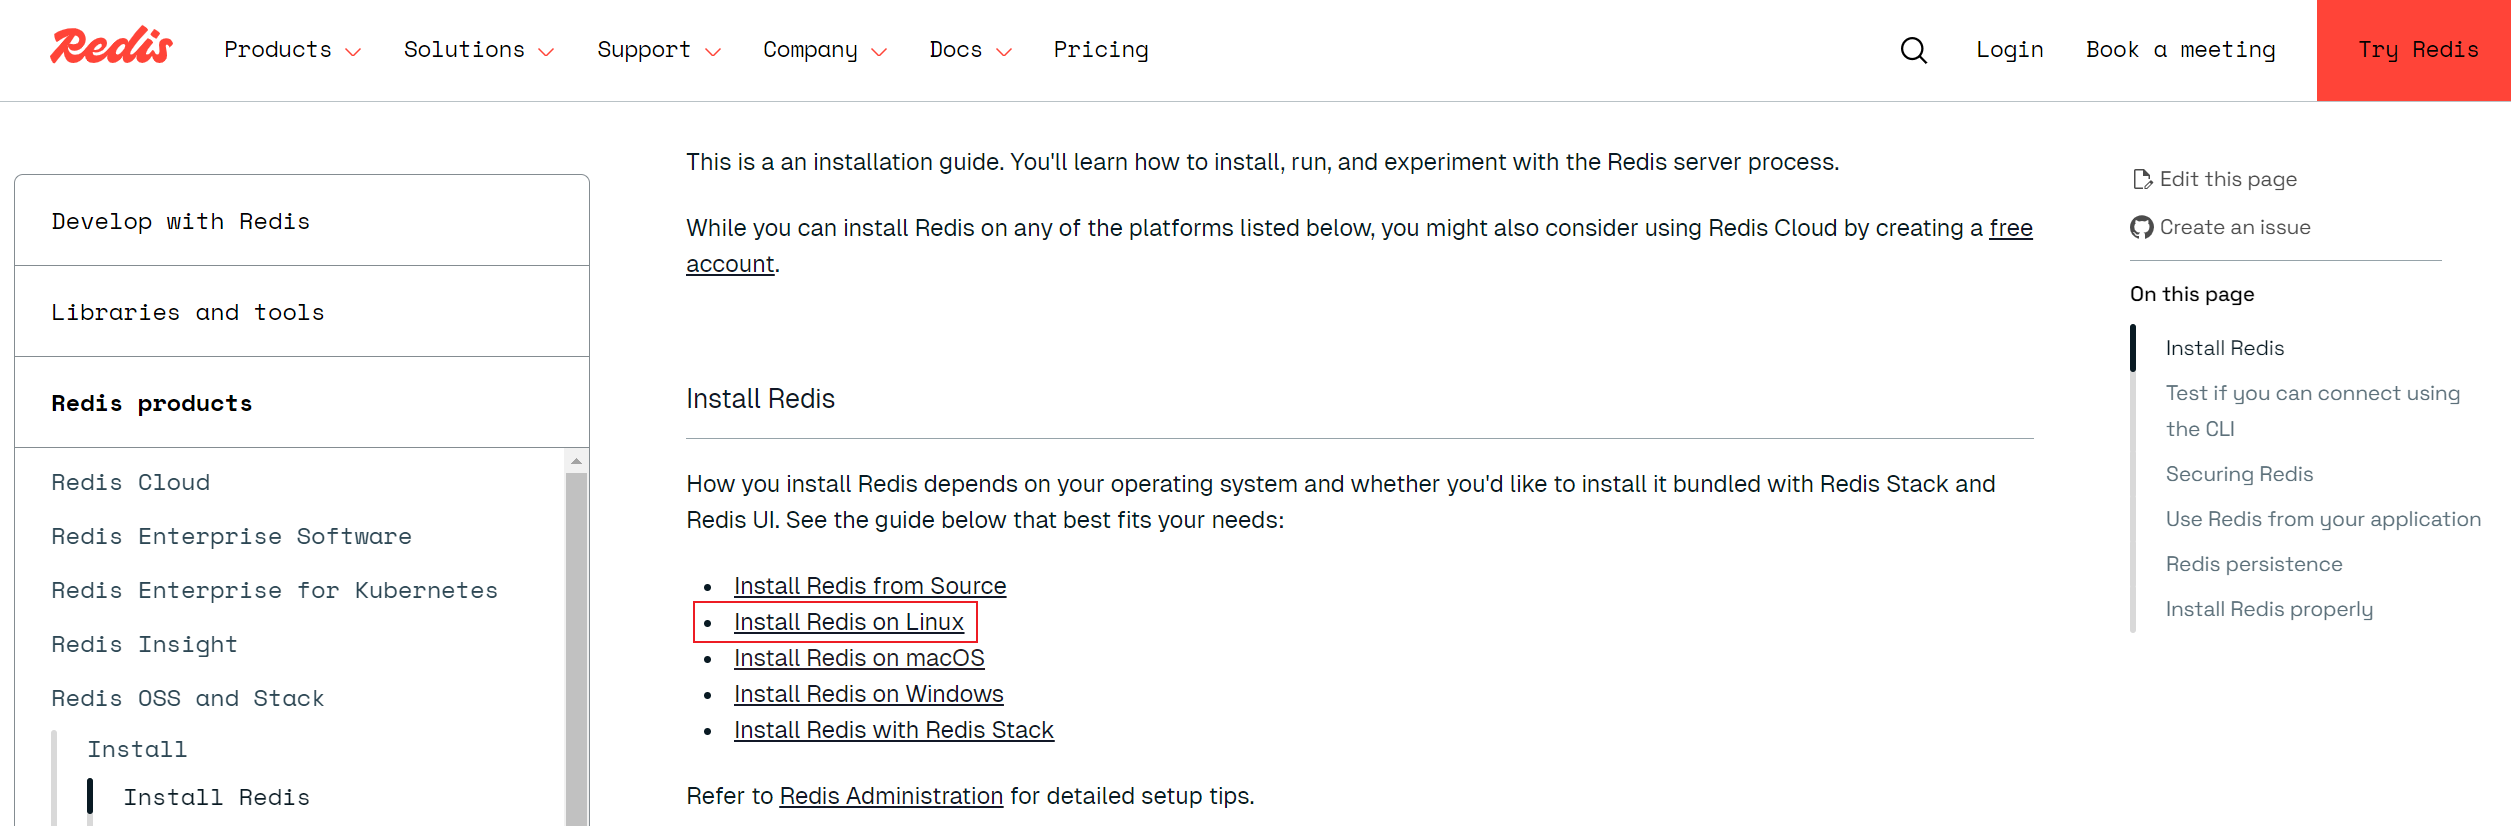 Redis
Products
Solutions
Support
Company
Docs
Pricing
Login
Book a meeting
Try Redis
Develop with Redis
Libraries and tools
Redis products
Redis Cloud
Redis Enterprise Software
Redis Enterprise for Kubernetes
Redis Insight
Redis OSS and Stack
Install
Install Redis
This is a an installation guide. You'll learn how to install, run, and experiment with the Redis server process.
While you can install Redis on any of the platforms listed below, you might also consider using Redis Cloud by creating a free
account.
Install Redis
How you install Redis depends on your operating system and whether you'd like to install it bundled with Redis Stack and
Redis UI. See the guide below that best fits your needs:
• Install Redis from Source
• Install Redis on Linux
• Install Redis on macOS
• Install Redis on Windows
• Install Redis with Redis Stack
Refer to Redis Administration for detailed setup tips.
Edit this page
Create an issue
On this page
Install Redis
Test if you can connect using
the CLI
Securing Redis
Use Redis from your application
Redis persistence
Install Redis properly